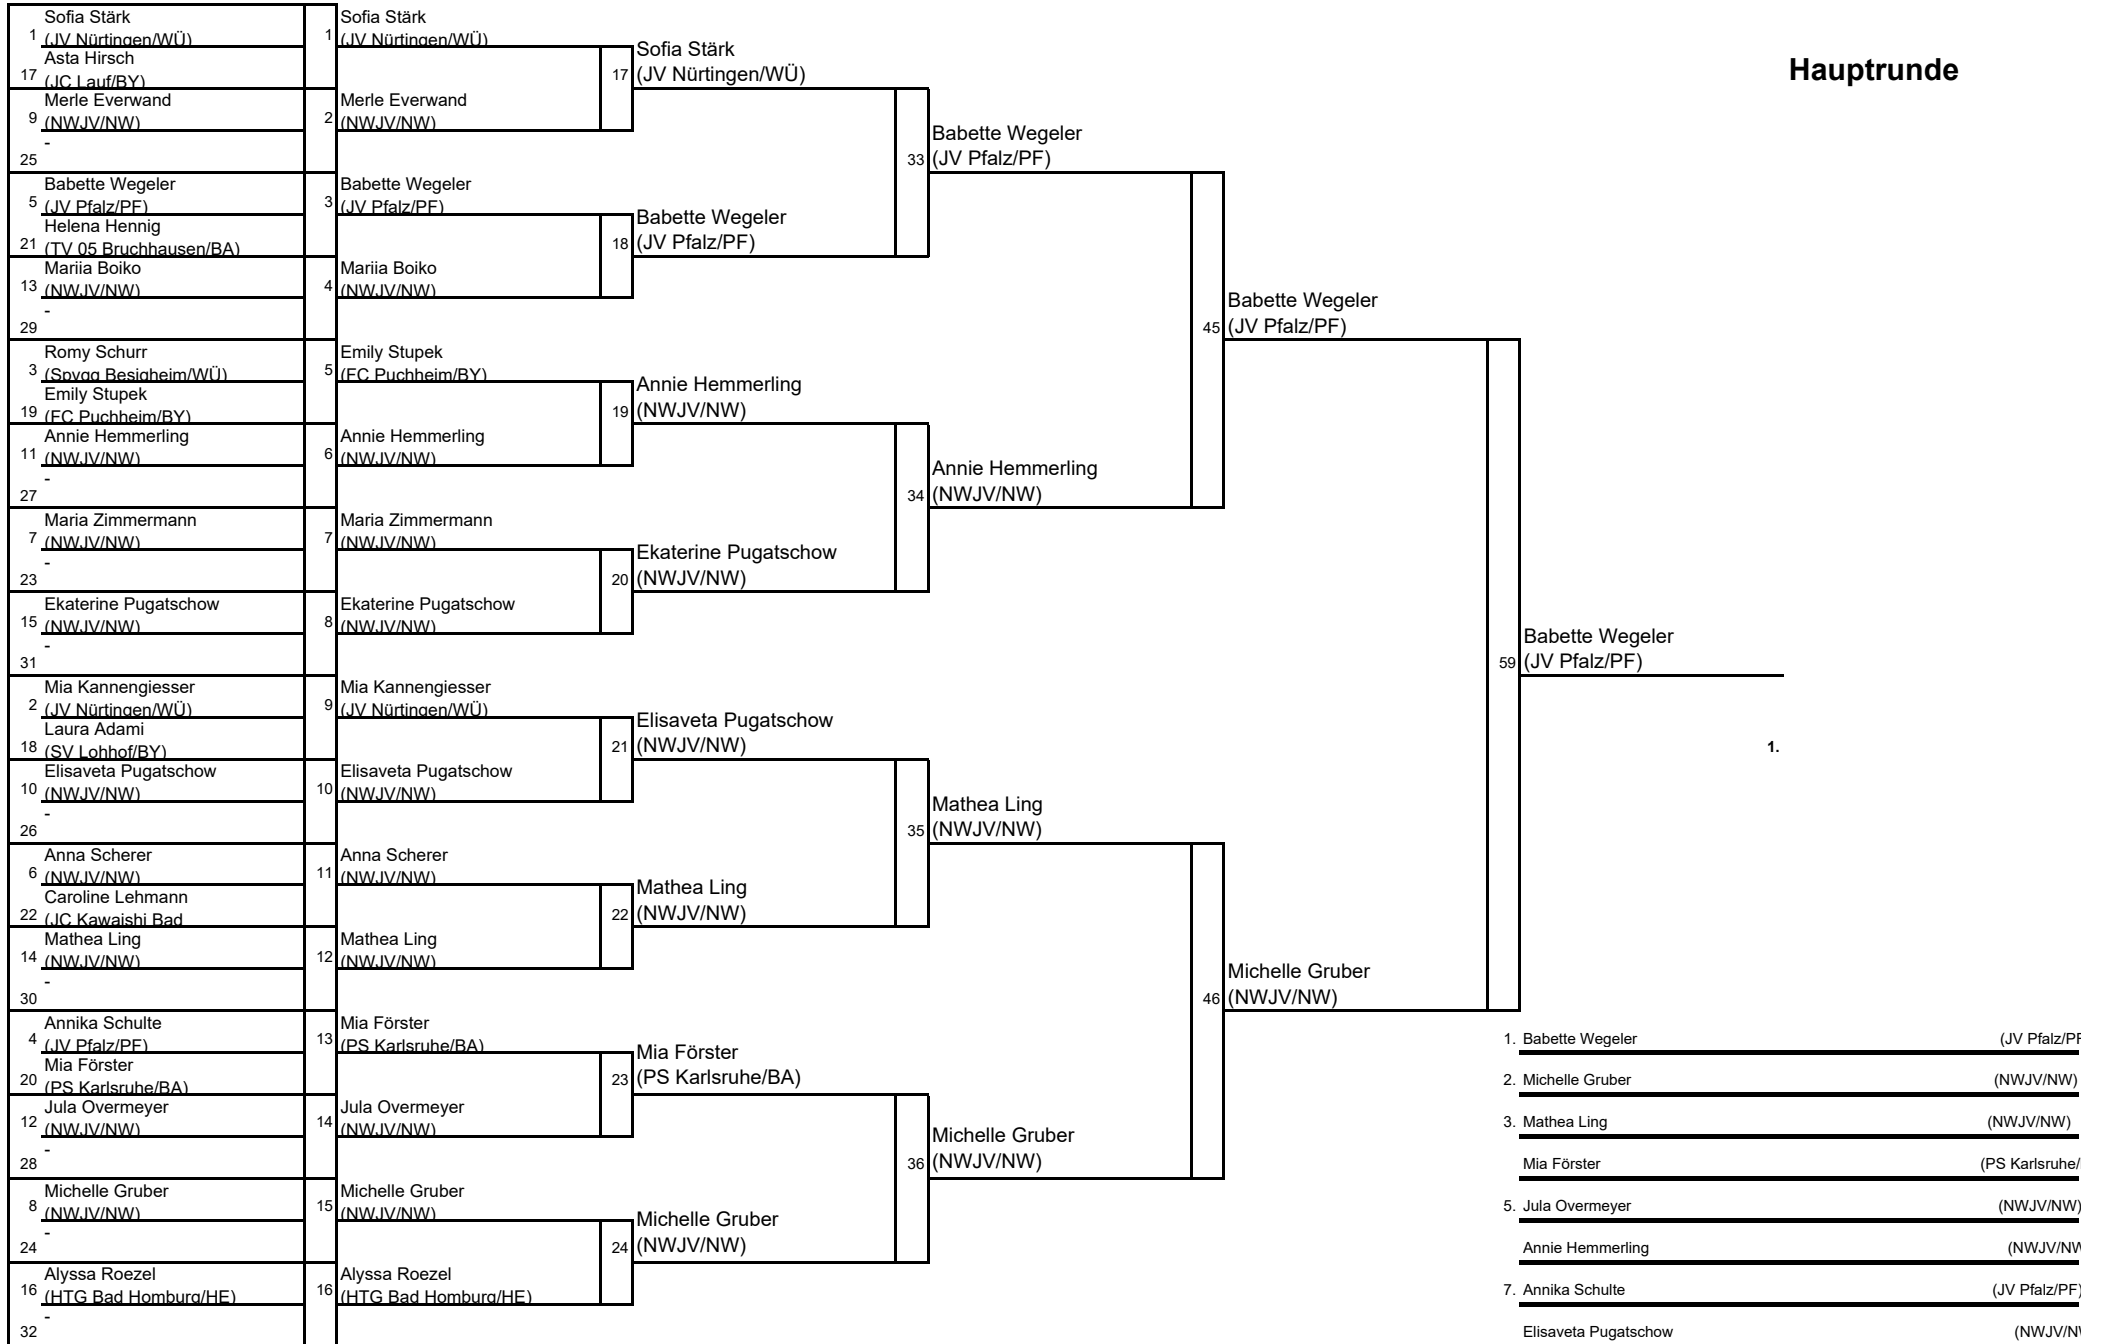 Hauptrunde
1 Sofia Stärk
(JV Nürtingen/WÜ)
17 Asta Hirsch
(JC Lauf/BY)
9 Merle Everwand
(NWJV/NW)
25 -
5 Babette Wegeler
(JV Pfalz/PF)
21 Helena Hennig
(TV 05 Bruchhausen/BA)
13 Mariia Boiko
(NWJV/NW)
29 -
3 Romy Schurr
(Spvgg Besigheim/WÜ)
19 Emily Stupek
(FC Puchheim/BY)
11 Annie Hemmerling
(NWJV/NW)
27 -
7 Maria Zimmermann
(NWJV/NW)
23 -
15 Ekaterine Pugatschow
(NWJV/NW)
31 -
2 Mia Kannengiesser
(JV Nürtingen/WÜ)
18 Laura Adami
(SV Lohhof/BY)
10 Elisaveta Pugatschow
(NWJV/NW)
26 -
6 Anna Scherer
(NWJV/NW)
22 Caroline Lehmann
(JC Kawaishi Bad
14 Mathea Ling
(NWJV/NW)
30 -
4 Annika Schulte
(JV Pfalz/PF)
20 Mia Förster
(PS Karlsruhe/BA)
12 Jula Overmeyer
(NWJV/NW)
28 -
8 Michelle Gruber
(NWJV/NW)
24 -
16 Alyssa Roezel
(HTG Bad Homburg/HE)
32 -
1 Sofia Stärk
(JV Nürtingen/WÜ)
2 Merle Everwand
(NWJV/NW)
3 Babette Wegeler
(JV Pfalz/PF)
4 Mariia Boiko
(NWJV/NW)
5 Emily Stupek
(FC Puchheim/BY)
6 Annie Hemmerling
(NWJV/NW)
7 Maria Zimmermann
(NWJV/NW)
8 Ekaterine Pugatschow
(NWJV/NW)
9 Mia Kannengiesser
(JV Nürtingen/WÜ)
10 Elisaveta Pugatschow
(NWJV/NW)
11 Anna Scherer
(NWJV/NW)
12 Mathea Ling
(NWJV/NW)
13 Mia Förster
(PS Karlsruhe/BA)
14 Jula Overmeyer
(NWJV/NW)
15 Michelle Gruber
(NWJV/NW)
16 Alyssa Roezel
(HTG Bad Homburg/HE)
17 Sofia Stärk
(JV Nürtingen/WÜ)
18 Babette Wegeler
(JV Pfalz/PF)
19 Annie Hemmerling
(NWJV/NW)
20 Ekaterine Pugatschow
(NWJV/NW)
21 Elisaveta Pugatschow
(NWJV/NW)
22 Mathea Ling
(NWJV/NW)
23 Mia Förster
(PS Karlsruhe/BA)
24 Michelle Gruber
(NWJV/NW)
33 Babette Wegeler
(JV Pfalz/PF)
34 Annie Hemmerling
(NWJV/NW)
35 Mathea Ling
(NWJV/NW)
36 Michelle Gruber
(NWJV/NW)
45 Babette Wegeler
(JV Pfalz/PF)
46 Michelle Gruber
(NWJV/NW)
59 Babette Wegeler
(JV Pfalz/PF)
1.
1. Babette Wegeler (JV Pfalz/PF
2. Michelle Gruber (NWJV/NW)
3. Mathea Ling (NWJV/NW)
Mia Förster (PS Karlsruhe/
5. Jula Overmeyer (NWJV/NW)
Annie Hemmerling (NWJV/NW
7. Annika Schulte (JV Pfalz/PF)
Elisaveta Pugatschow (NWJV/N